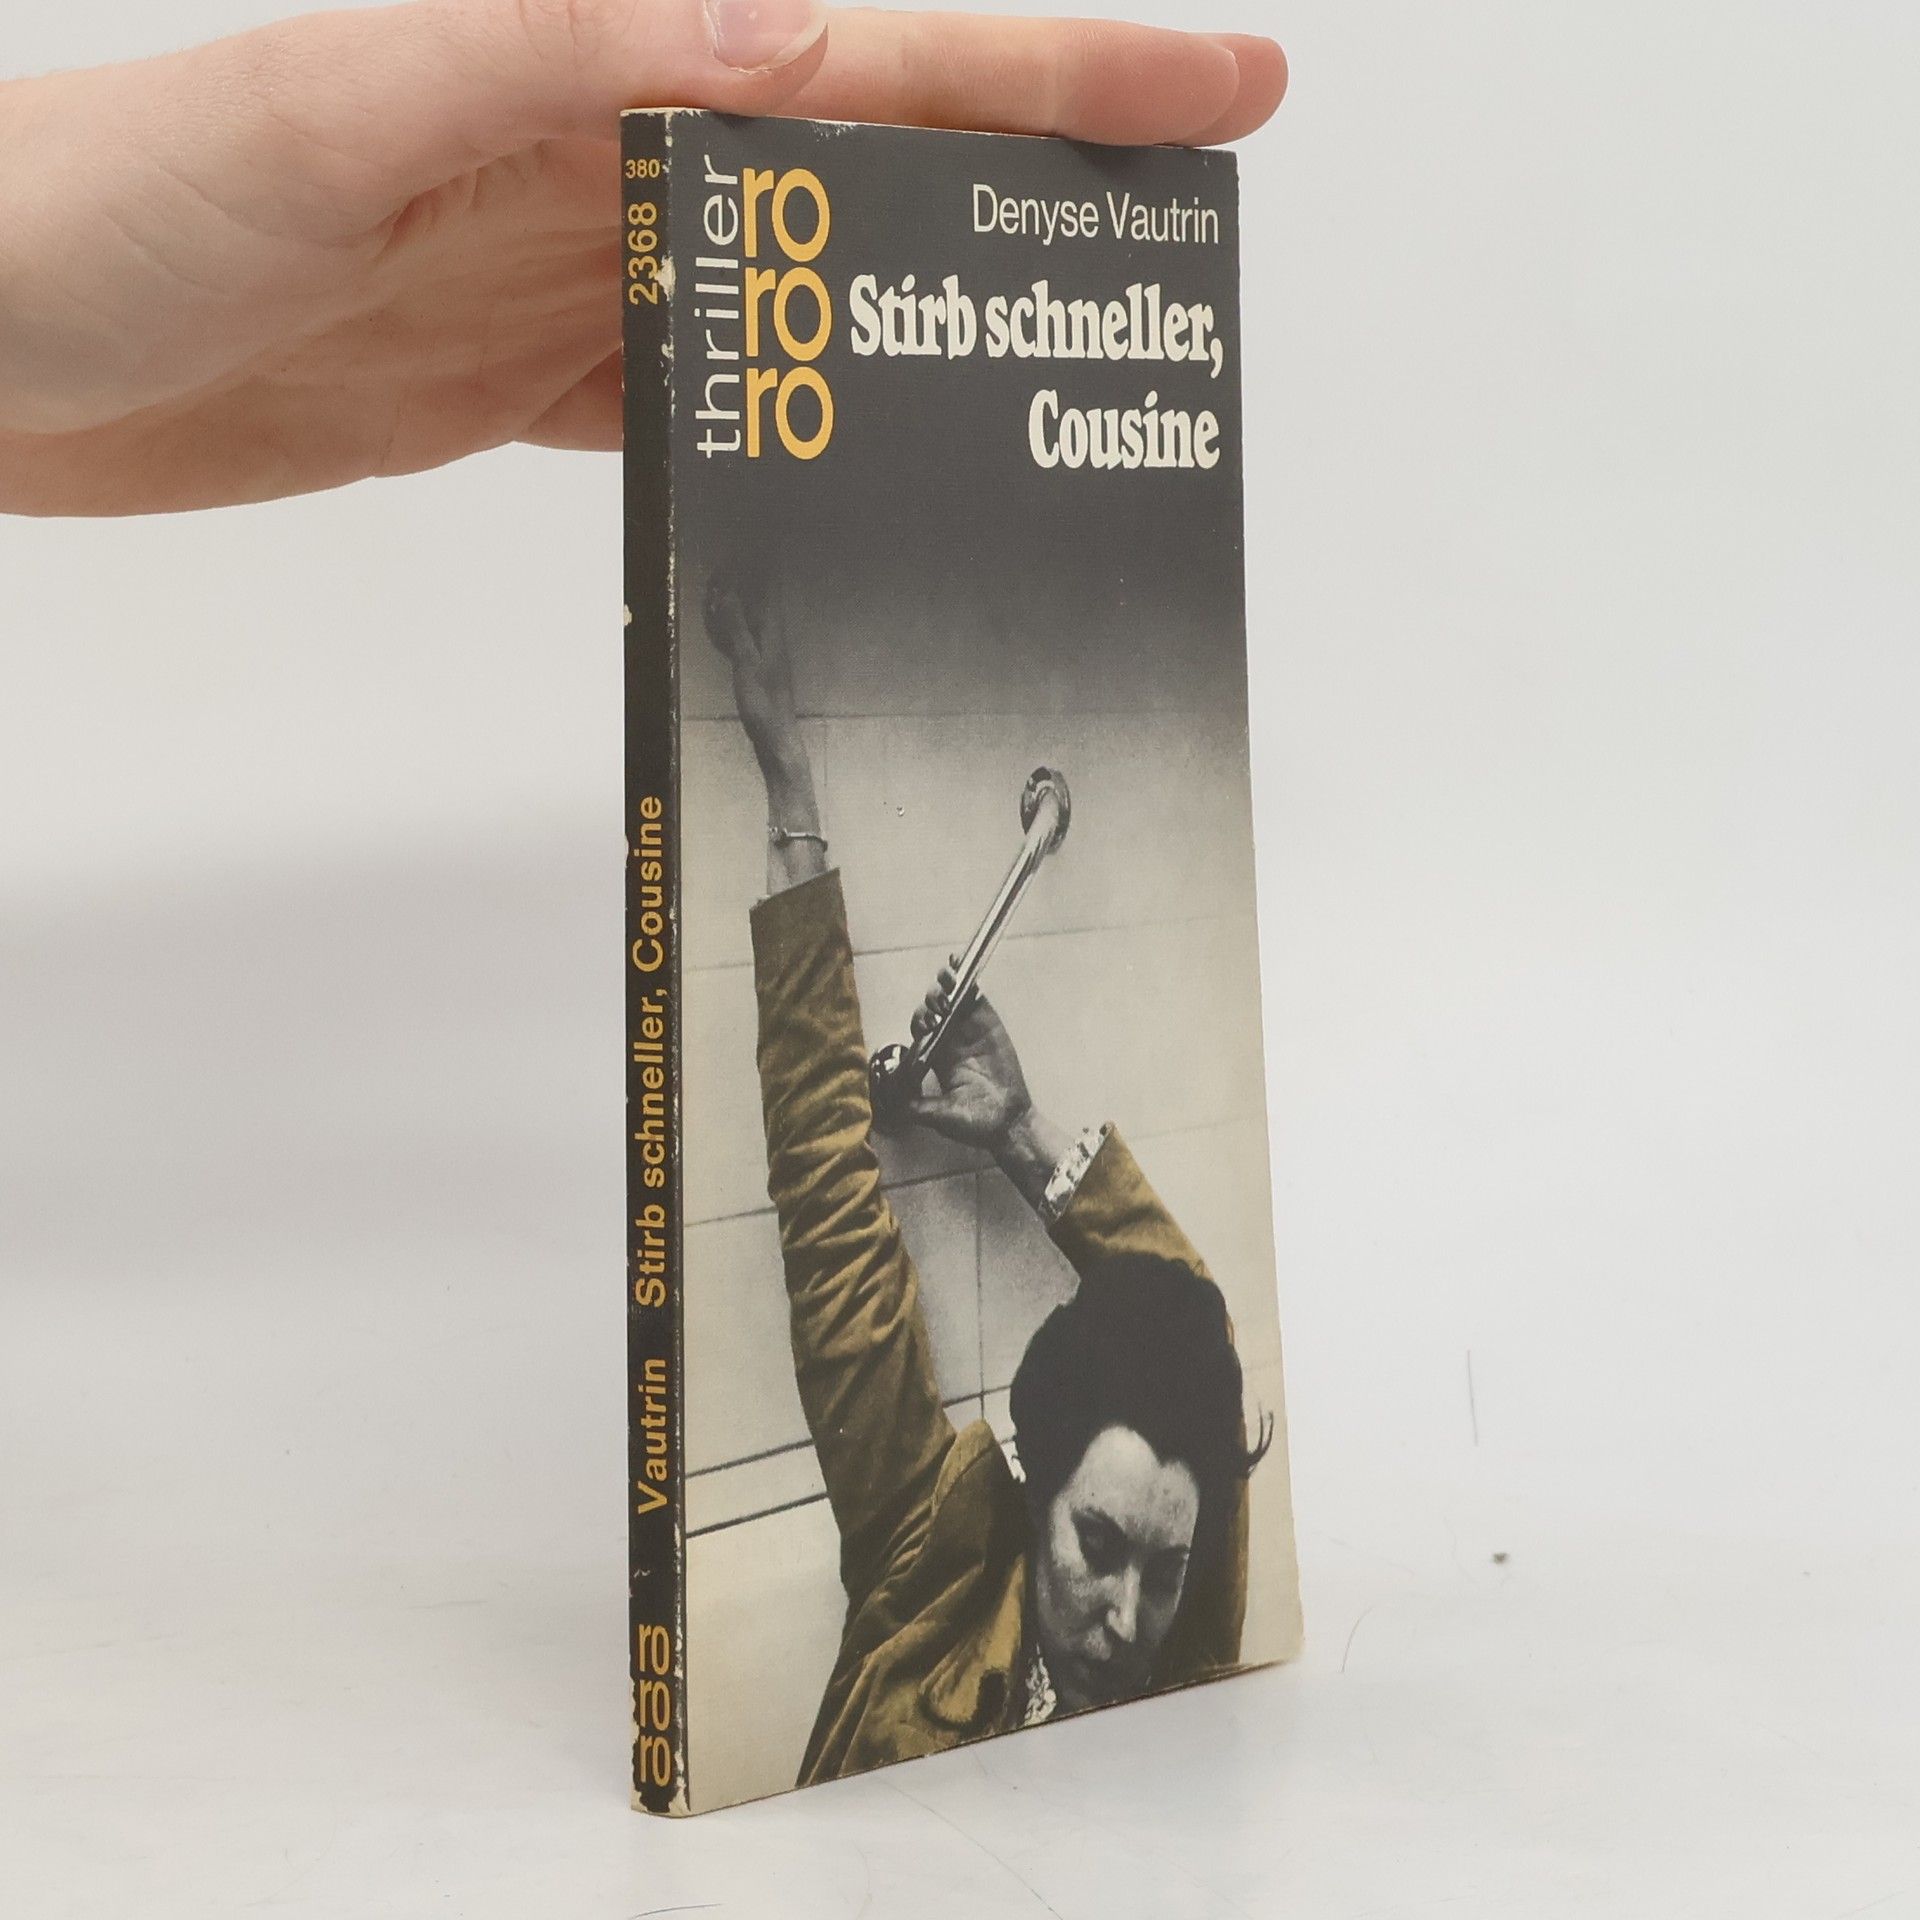 380
2368
Vautrin Stirb schneller, Cousine
ro
ro
ro
thriller
ro
ro
ro
Denyse Vautrin
Stirb schneller,
Cousine